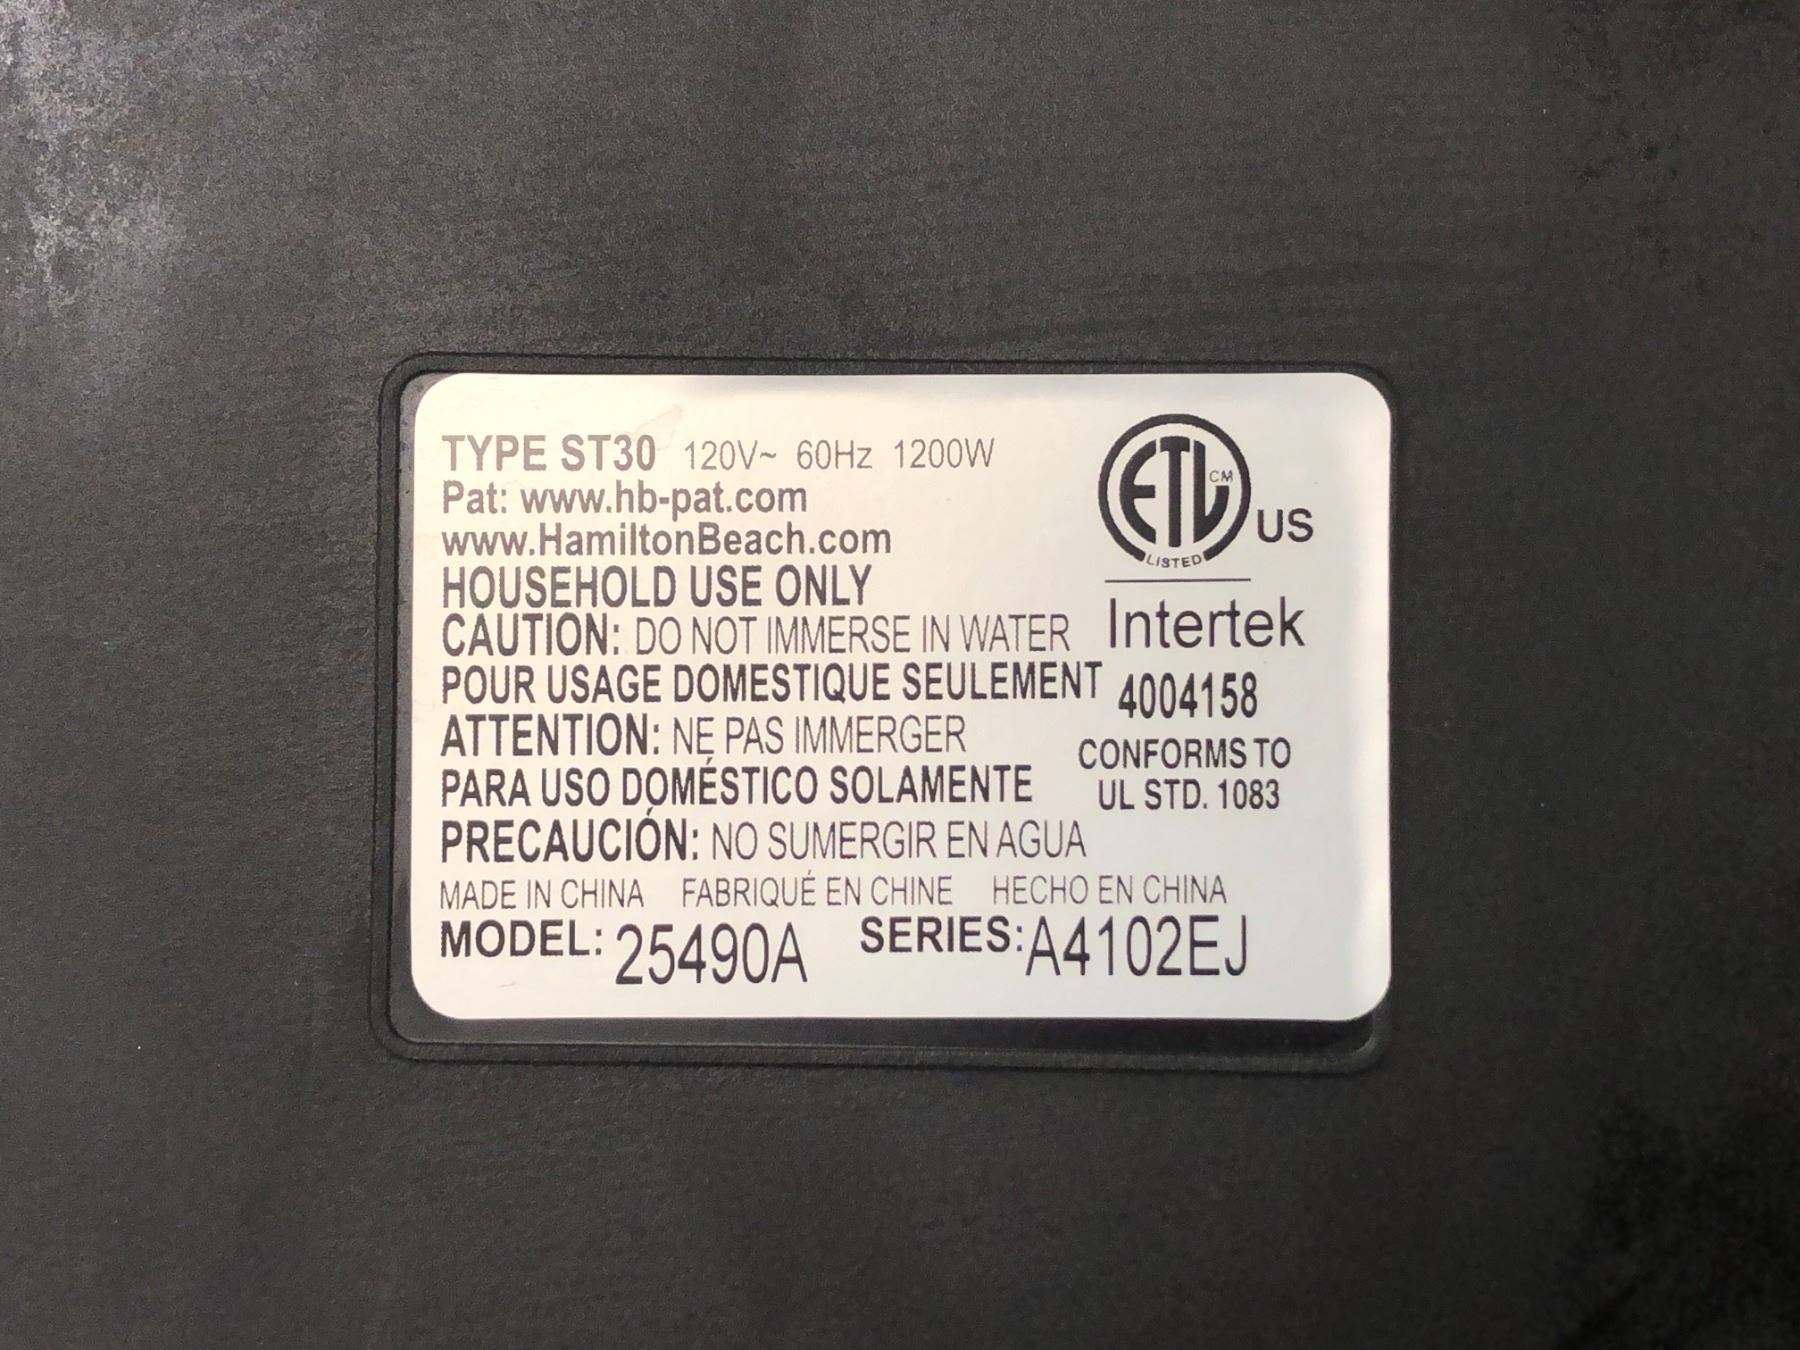 TYPE ST30 120V~ 60Hz 1200W
Pat: www.hb-pat.com
www.HamiltonBeach.com
HOUSEHOLD USE ONLY
CAUTION: DO NOT IMMERSE IN WATER
POUR USAGE DOMESTIQUE SEULEMENT
ATTENTION: NE PAS IMMERGER
PARA USO DOMÉSTICO SOLAMENTE
PRECAUCIÓN: NO SUMERGIR EN AGUA
MADE IN CHINA FABRIQUÉ EN CHINE HECHO EN CHINA
MODEL: 25490A SERIES: A4102EJ
ETL CM
LISTED
US
Intertek
4004158
CONFORMS TO
UL STD. 1083